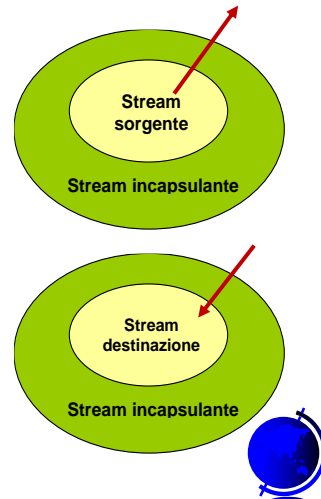 Stream
sorgente
Stream incapsulante
Stream
destinazione
Stream incapsulante